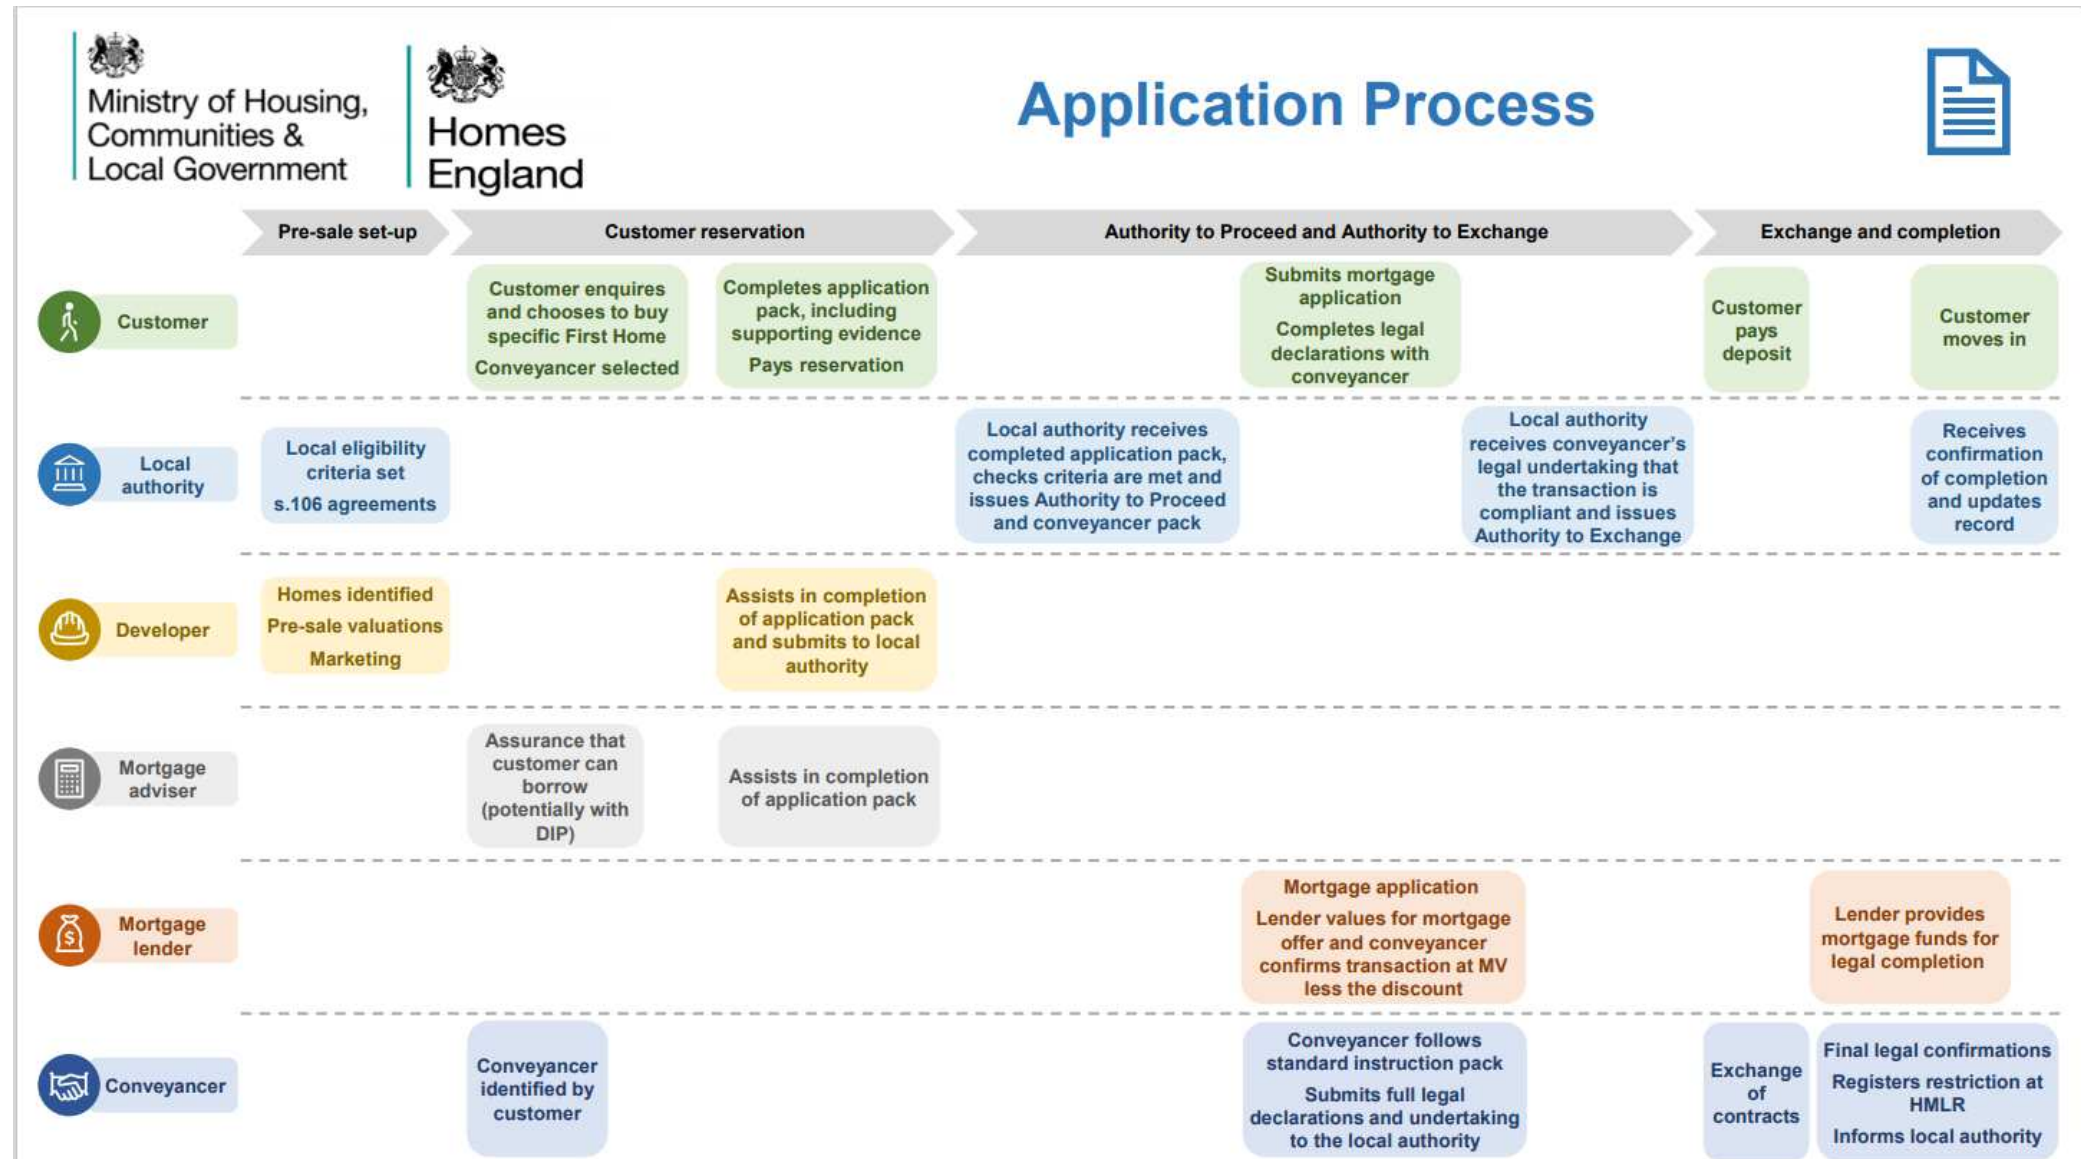 Ministry of Housing,
Communities &
Local Government
Homes
England
Application Process
Pre-sale set-up
Customer reservation
Authority to Proceed and Authority to Exchange
Exchange and completion
Customer
Customer enquires
and chooses to buy
specific First Home
Conveyancer selected
Completes application
pack, including
supporting evidence
Pays reservation
Submits mortgage
application
Completes legal
declarations with
conveyancer
Customer
pays
deposit
Customer
moves in
Local
authority
Local eligibility
criteria set
s.106 agreements
Local authority receives
completed application pack,
checks criteria are met and
issues Authority to Proceed
and conveyancer pack
Local authority
receives conveyancer's
legal undertaking that
the transaction is
compliant and issues
Authority to Exchange
Receives
confirmation
of completion
and updates
record
Developer
Homes identified
Pre-sale valuations
Marketing
Assists in completion
of application pack
and submits to local
authority
Mortgage
adviser
Assurance that
customer can
borrow
(potentially with
DIP)
Assists in completion
of application pack
Mortgage
lender
Mortgage application
Lender values for mortgage
offer and conveyancer
confirms transaction at MV
less the discount
Lender provides
mortgage funds for
legal completion
Conveyancer
Conveyancer
identified by
customer
Conveyancer follows
standard instruction pack
Submits full legal
declarations and undertaking
to the local authority
Exchange
of
contracts
Final legal confirmations
Registers restriction at
HMLR
Informs local authority